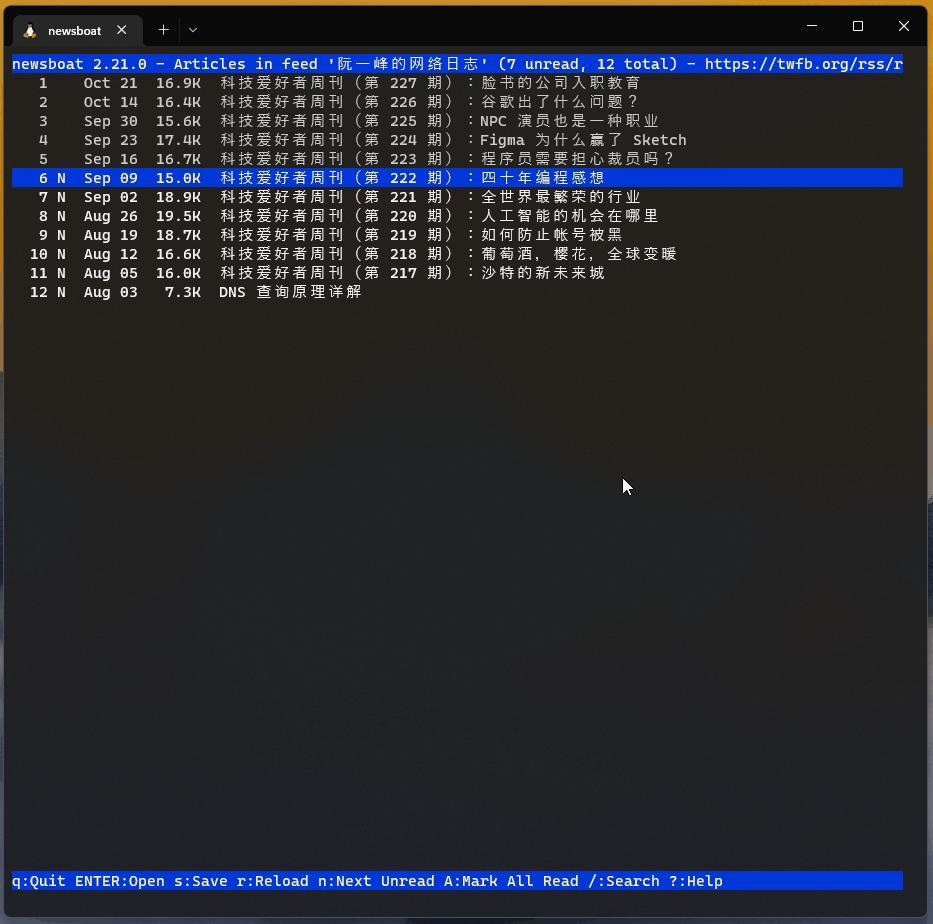 newsboat
newsboat 2.21.0 - Articles in feed '阮一峰的网络日志' (7 unread, 12 total) - https://twfb.org/rss/r
1 Oct 21 16.9K 科技爱好者周刊（第 227 期）：脸书的公司入职教育
2 Oct 14 16.4K 科技爱好者周刊（第 226 期）：谷歌出了什么问题？
3 Sep 30 15.6K 科技爱好者周刊（第 225 期）：NPC 演员也是一种职业
4 Sep 23 17.4K 科技爱好者周刊（第 224 期）：Figma 为什么赢了 Sketch
5 Sep 16 16.7K 科技爱好者周刊（第 223 期）：程序员需要担心裁员吗？
6 N Sep 09 15.0K 科技爱好者周刊（第 222 期）：四十年编程感想
7 N Sep 02 18.9K 科技爱好者周刊（第 221 期）：全世界最繁荣的行业
8 N Aug 26 19.5K 科技爱好者周刊（第 220 期）：人工智能的机会在哪里
9 N Aug 19 18.7K 科技爱好者周刊（第 219 期）：如何防止帐号被黑
10 N Aug 12 16.6K 科技爱好者周刊（第 218 期）：葡萄酒，樱花，全球变暖
11 N Aug 05 16.0K 科技爱好者周刊（第 217 期）：沙特的新未来城
12 N Aug 03 7.3K DNS 查询原理详解
q:Quit ENTER:Open s:Save r:Reload n:Next Unread A:Mark All Read /:Search ?:Help